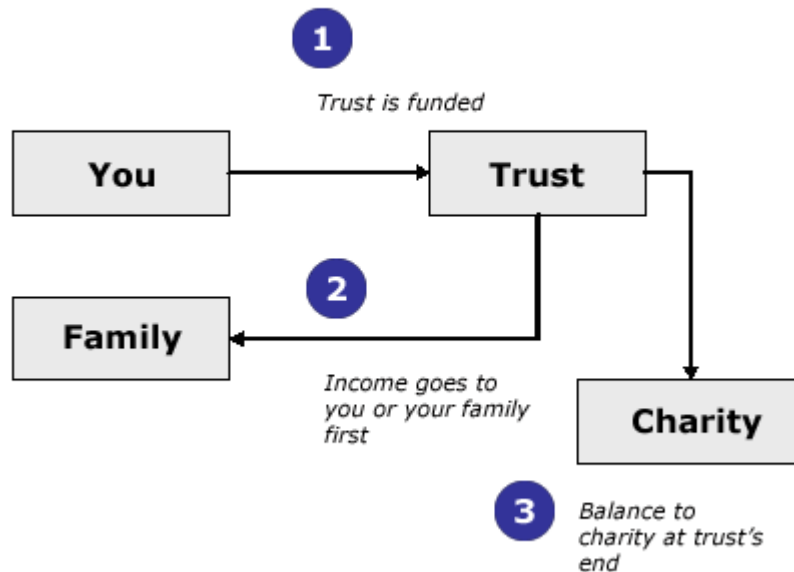 1
Trust is funded
You
Trust
2
Family
Income goes to
you or your family
first
Charity
3
Balance to
charity at trust's
end